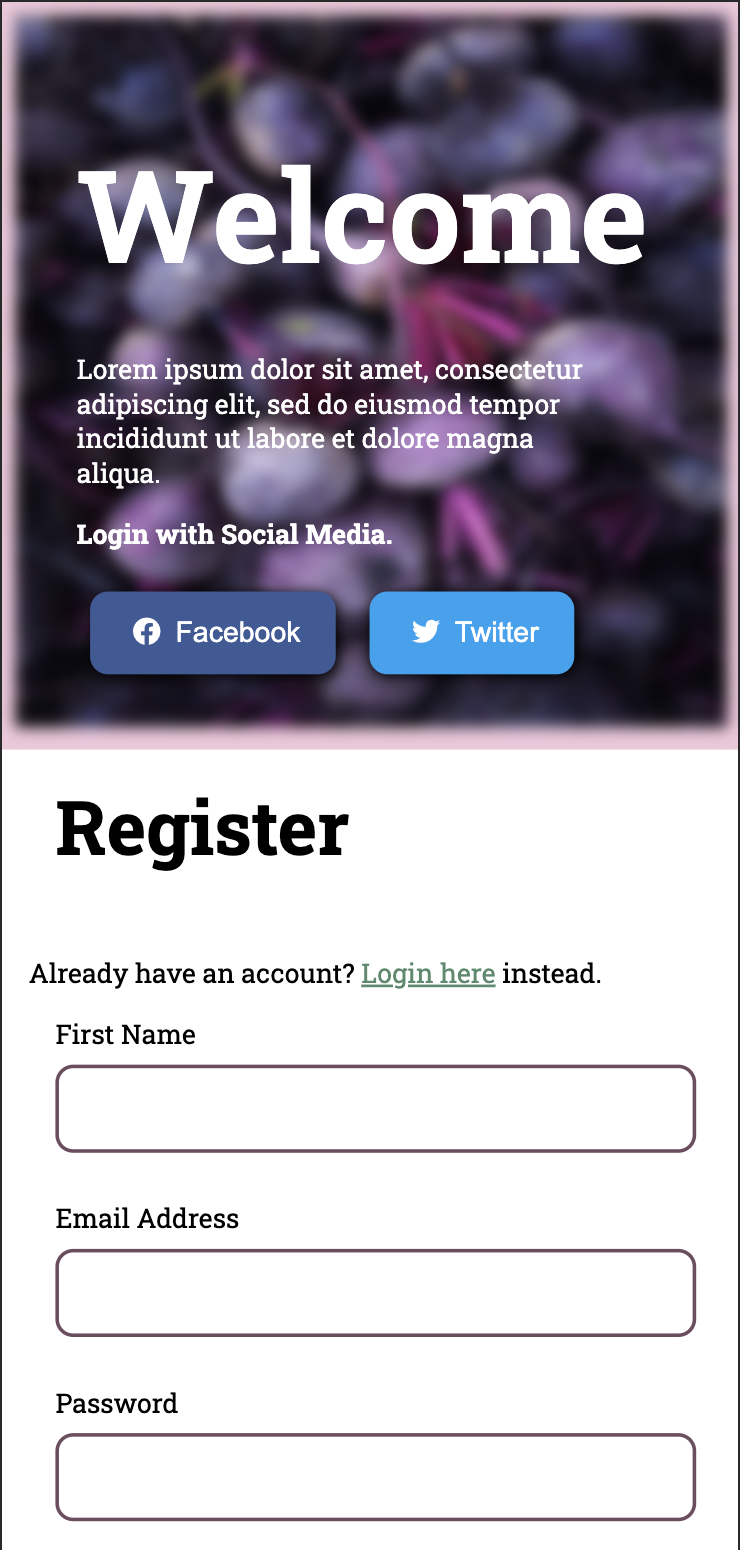 Welcome
Lorem ipsum dolor sit amet, consectetur
adipiscing elit, sed do eiusmod tempor
incididunt ut labore et dolore magna
aliqua.
Login with Social Media.
Facebook
Twitter
Register
Already have an account? Login here instead.
First Name
Email Address
Password